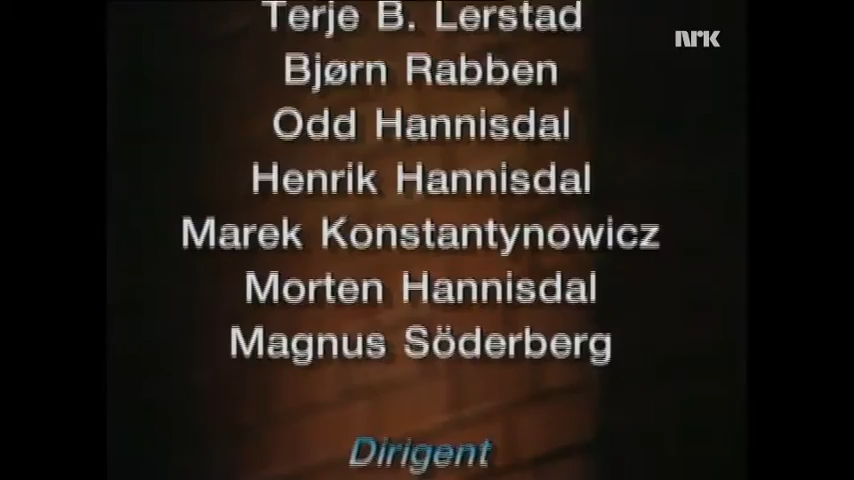 Terje B. Lerstad
nrk
Bjørn Rabben
Odd Hannisdal
Henrik Hannisdal
Marek Konstantynowicz
Morten Hannisdal
Magnus Söderberg
Dirigent